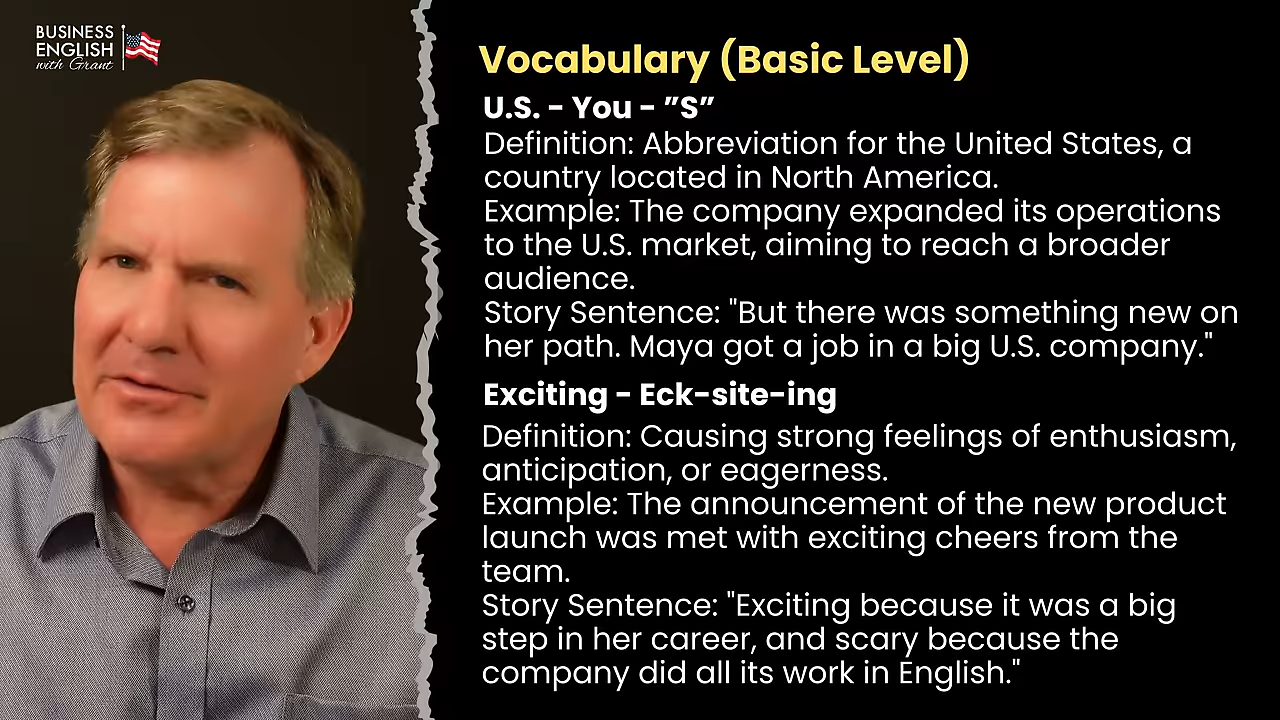 BUSINESS
ENGLISH
with Grant
Vocabulary (Basic Level)
U.S. - You - ”S”
Definition: Abbreviation for the United States, a
country located in North America.
Example: The company expanded its operations
to the U.S. market, aiming to reach a broader
audience.
Story Sentence: "But there was something new on
her path. Maya got a job in a big U.S. company."
Exciting - Eck-site-ing
Definition: Causing strong feelings of enthusiasm,
anticipation, or eagerness.
Example: The announcement of the new product
launch was met with exciting cheers from the
team.
Story Sentence: "Exciting because it was a big
step in her career, and scary because the
company did all its work in English."